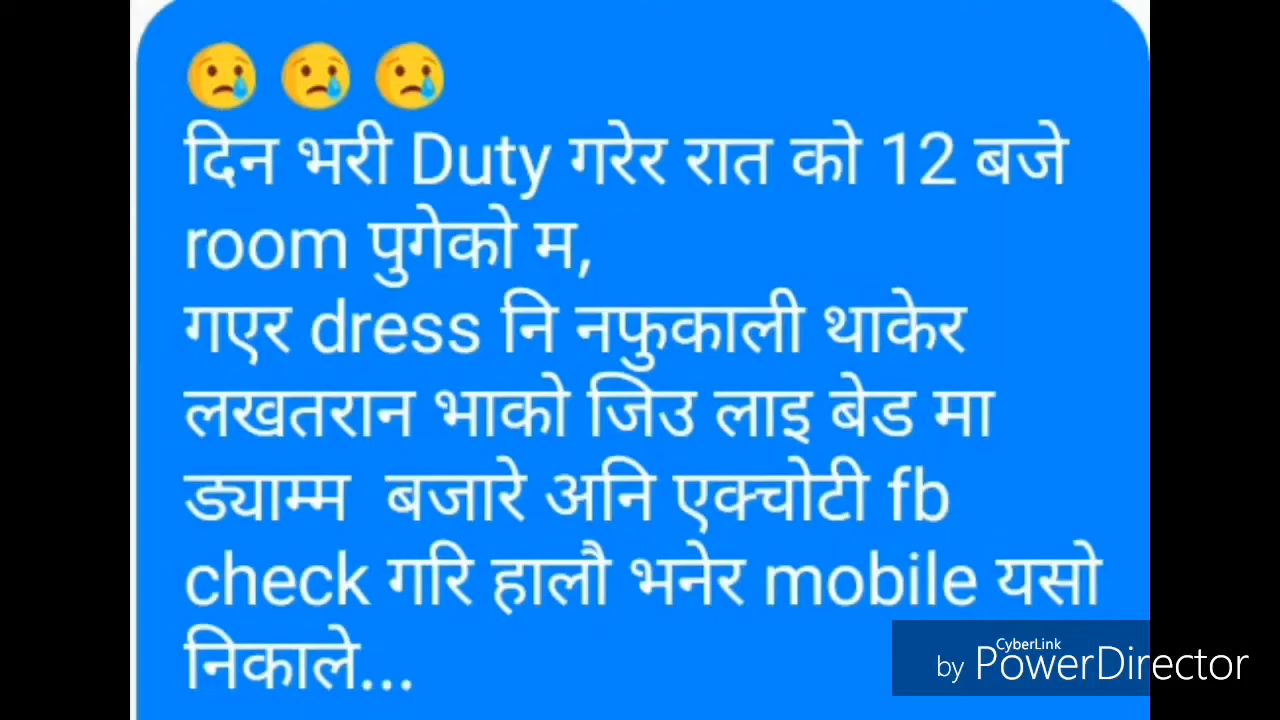 😢 😢 😢
दिन भरी Duty गरेर रात को 12 बजे
room पुगेको म,
गएर dress नि नफुकाली थाकेर
लखतरान भाको जिउ लाइ बेड मा
ड्याम्म बजारे अनि एक्चोटी fb
check गरि हालौ भनेर mobile यसो
निकाले...
CyberLink
by PowerDirector